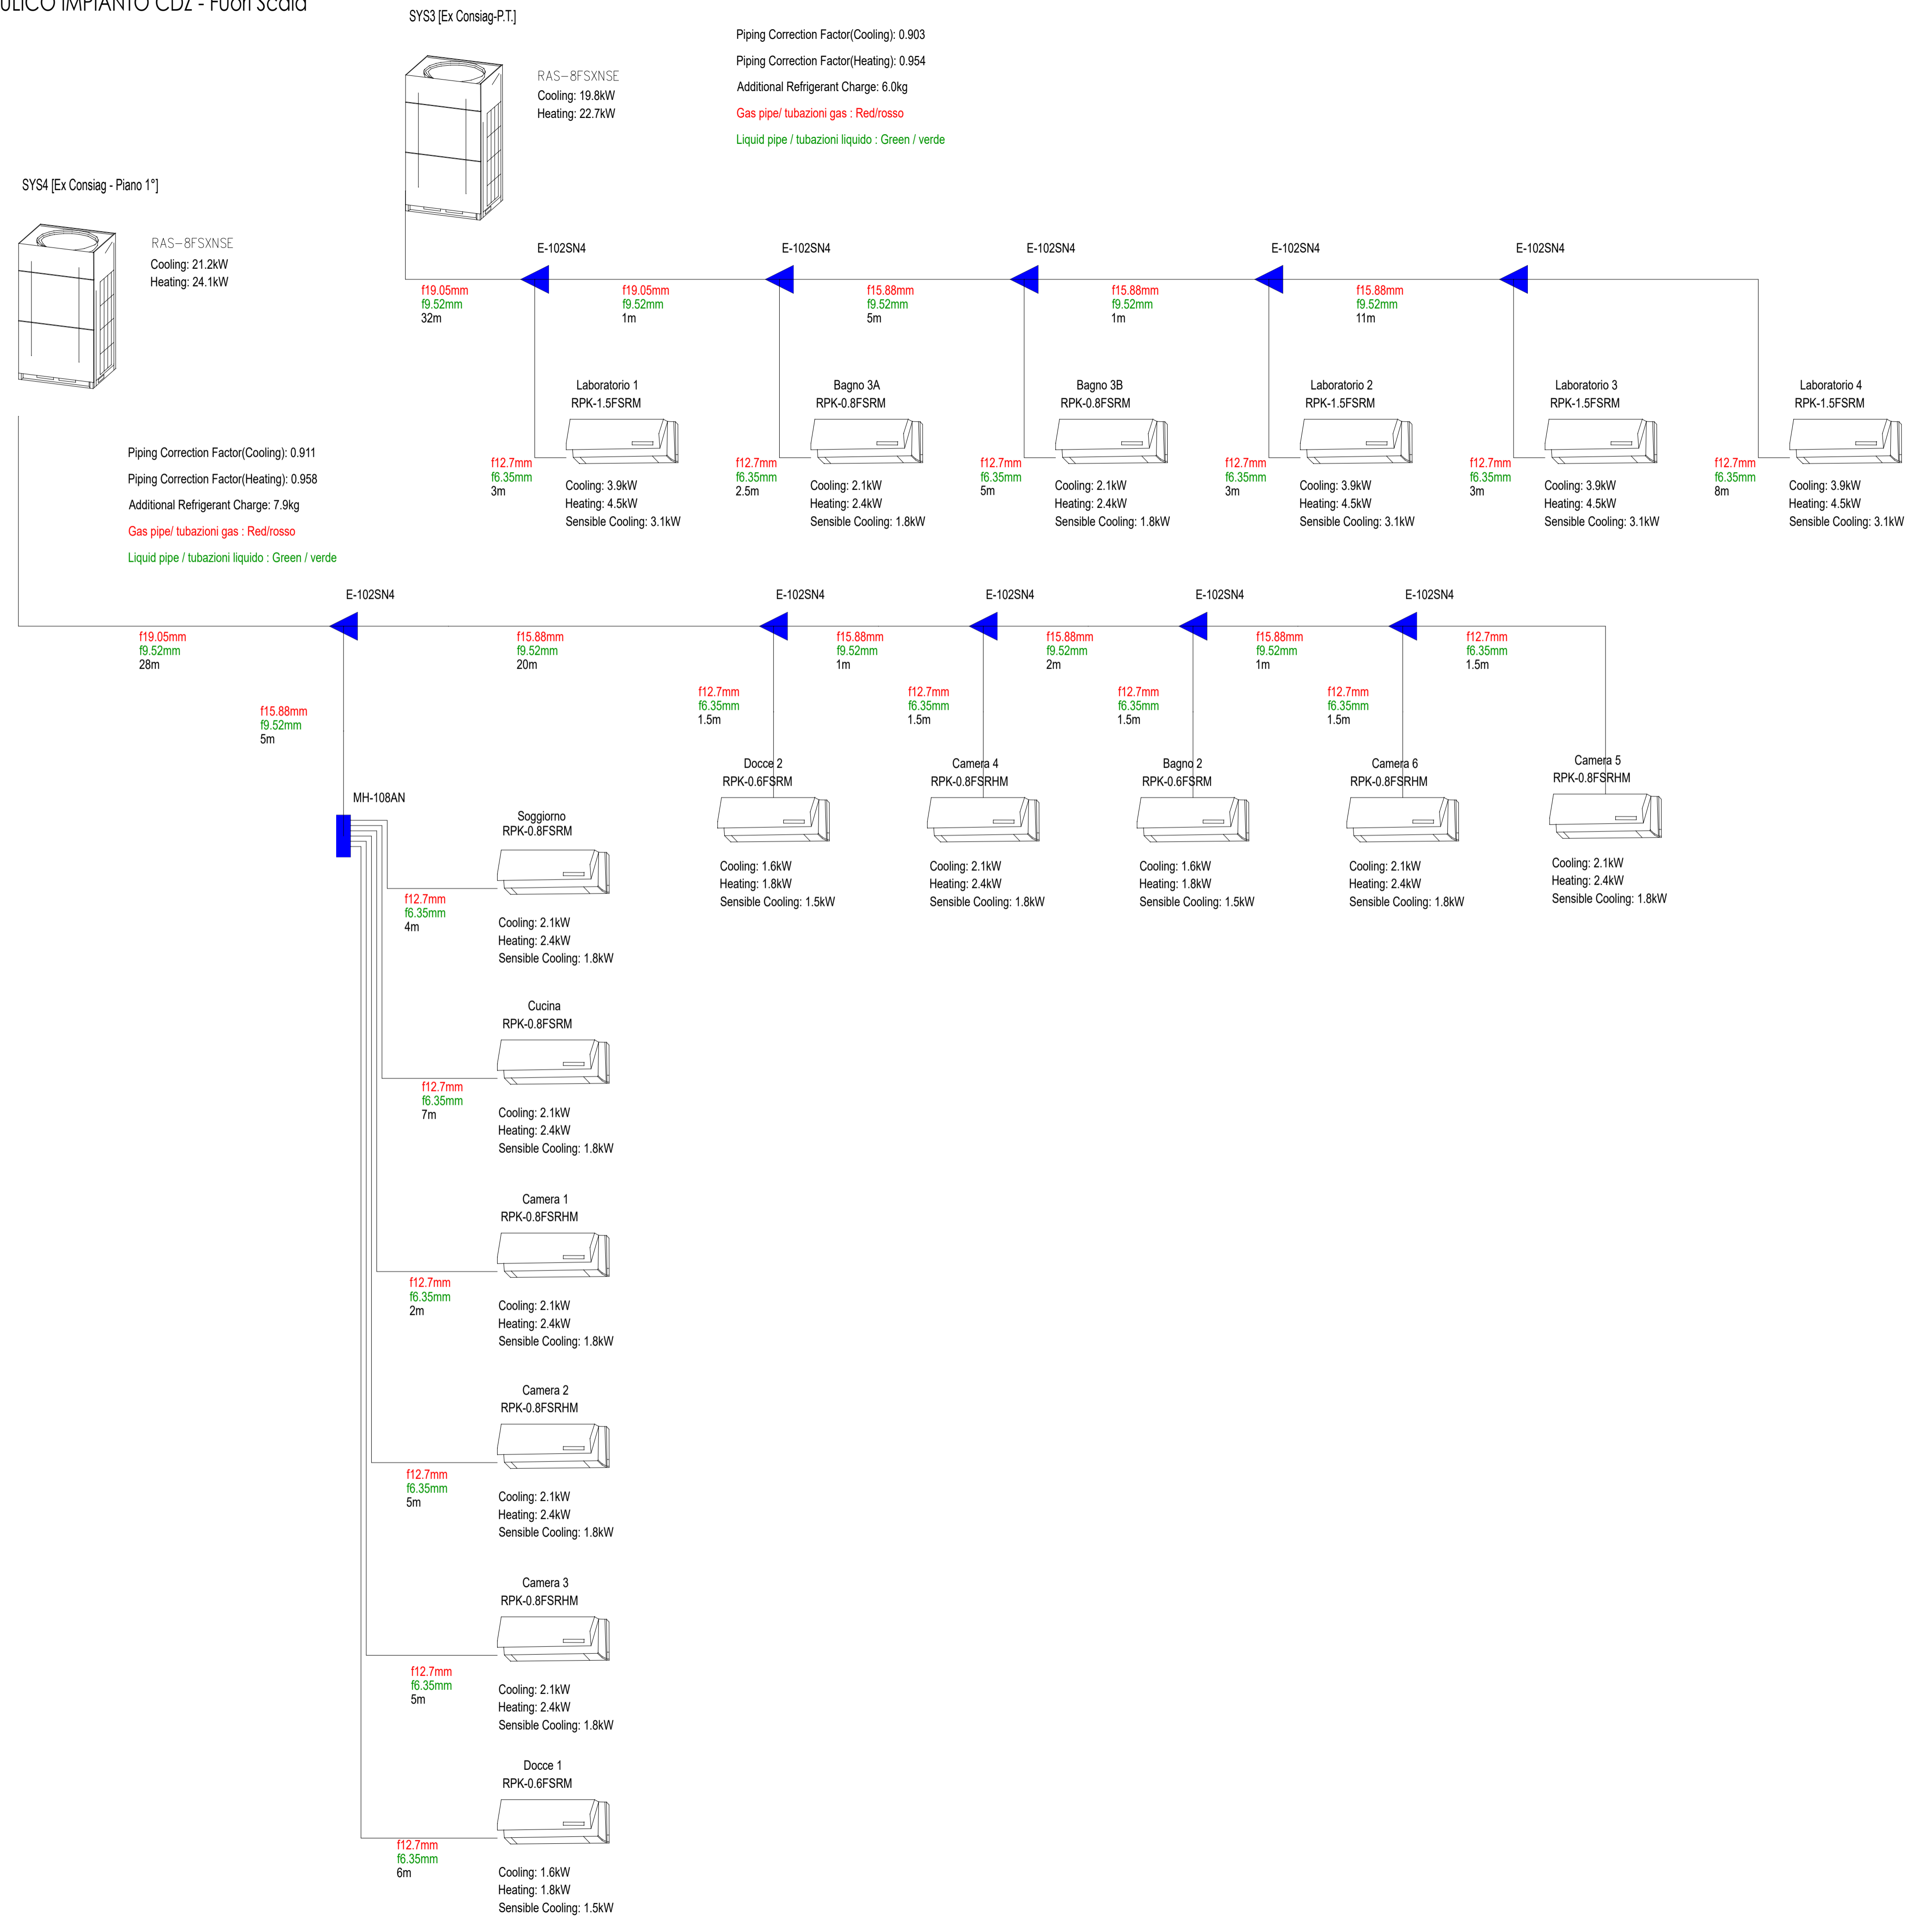 ULICO IMPIANTO CDZ - Fuori Scala
SYS3 [Ex Consiag-P.T.]
RAS-8FSXNSE
Cooling: 19.8kW
Heating: 22.7kW
Piping Correction Factor(Cooling): 0.903
Piping Correction Factor(Heating): 0.954
Additional Refrigerant Charge: 6.0kg
Gas pipe/ tubazioni gas : Red/rosso
Liquid pipe / tubazioni liquido : Green / verde
SYS4 [Ex Consiag - Piano 1°]
RAS-8FSXNSE
Cooling: 21.2kW
Heating: 24.1kW
E-102SN4
E-102SN4
E-102SN4
E-102SN4
E-102SN4
f19.05mm
f9.52mm
32m
f19.05mm
f9.52mm
1m
f15.88mm
f9.52mm
5m
f15.88mm
f9.52mm
1m
f15.88mm
f9.52mm
11m
Laboratorio 1
RPK-1.5FSRM
f12.7mm
f6.35mm
3m
Cooling: 3.9kW
Heating: 4.5kW
Sensible Cooling: 3.1kW
Bagno 3A
RPK-0.8FSRM
f12.7mm
f6.35mm
2.5m
Cooling: 2.1kW
Heating: 2.4kW
Sensible Cooling: 1.8kW
Bagno 3B
RPK-0.8FSRM
f12.7mm
f6.35mm
5m
Cooling: 2.1kW
Heating: 2.4kW
Sensible Cooling: 1.8kW
Laboratorio 2
RPK-1.5FSRM
f12.7mm
f6.35mm
3m
Cooling: 3.9kW
Heating: 4.5kW
Sensible Cooling: 3.1kW
Laboratorio 3
RPK-1.5FSRM
f12.7mm
f6.35mm
3m
Cooling: 3.9kW
Heating: 4.5kW
Sensible Cooling: 3.1kW
Laboratorio 4
RPK-1.5FSRM
f12.7mm
f6.35mm
8m
Cooling: 3.9kW
Heating: 4.5kW
Sensible Cooling: 3.1kW
Piping Correction Factor(Cooling): 0.911
Piping Correction Factor(Heating): 0.958
Additional Refrigerant Charge: 7.9kg
Gas pipe/ tubazioni gas : Red/rosso
Liquid pipe / tubazioni liquido : Green / verde
E-102SN4
E-102SN4
E-102SN4
E-102SN4
E-102SN4
f19.05mm
f9.52mm
28m
f15.88mm
f9.52mm
20m
f15.88mm
f9.52mm
1m
f15.88mm
f9.52mm
2m
f15.88mm
f9.52mm
1m
f12.7mm
f6.35mm
1.5m
f15.88mm
f9.52mm
5m
f12.7mm
f6.35mm
1.5m
f12.7mm
f6.35mm
1.5m
f12.7mm
f6.35mm
1.5m
f12.7mm
f6.35mm
1.5m
Docce 2
RPK-0.6FSRM
Cooling: 1.6kW
Heating: 1.8kW
Sensible Cooling: 1.5kW
Camera 4
RPK-0.8FSRHM
Cooling: 2.1kW
Heating: 2.4kW
Sensible Cooling: 1.8kW
Bagno 2
RPK-0.6FSRM
Cooling: 1.6kW
Heating: 1.8kW
Sensible Cooling: 1.5kW
Camera 6
RPK-0.8FSRHM
Cooling: 2.1kW
Heating: 2.4kW
Sensible Cooling: 1.8kW
Camera 5
RPK-0.8FSRHM
Cooling: 2.1kW
Heating: 2.4kW
Sensible Cooling: 1.8kW
MH-108AN
Soggiorno
RPK-0.8FSRM
f12.7mm
f6.35mm
4m
Cooling: 2.1kW
Heating: 2.4kW
Sensible Cooling: 1.8kW
Cucina
RPK-0.8FSRM
f12.7mm
f6.35mm
7m
Cooling: 2.1kW
Heating: 2.4kW
Sensible Cooling: 1.8kW
Camera 1
RPK-0.8FSRHM
f12.7mm
f6.35mm
2m
Cooling: 2.1kW
Heating: 2.4kW
Sensible Cooling: 1.8kW
Camera 2
RPK-0.8FSRHM
f12.7mm
f6.35mm
5m
Cooling: 2.1kW
Heating: 2.4kW
Sensible Cooling: 1.8kW
Camera 3
RPK-0.8FSRHM
f12.7mm
f6.35mm
5m
Cooling: 2.1kW
Heating: 2.4kW
Sensible Cooling: 1.8kW
Docce 1
RPK-0.6FSRM
f12.7mm
f6.35mm
6m
Cooling: 1.6kW
Heating: 1.8kW
Sensible Cooling: 1.5kW